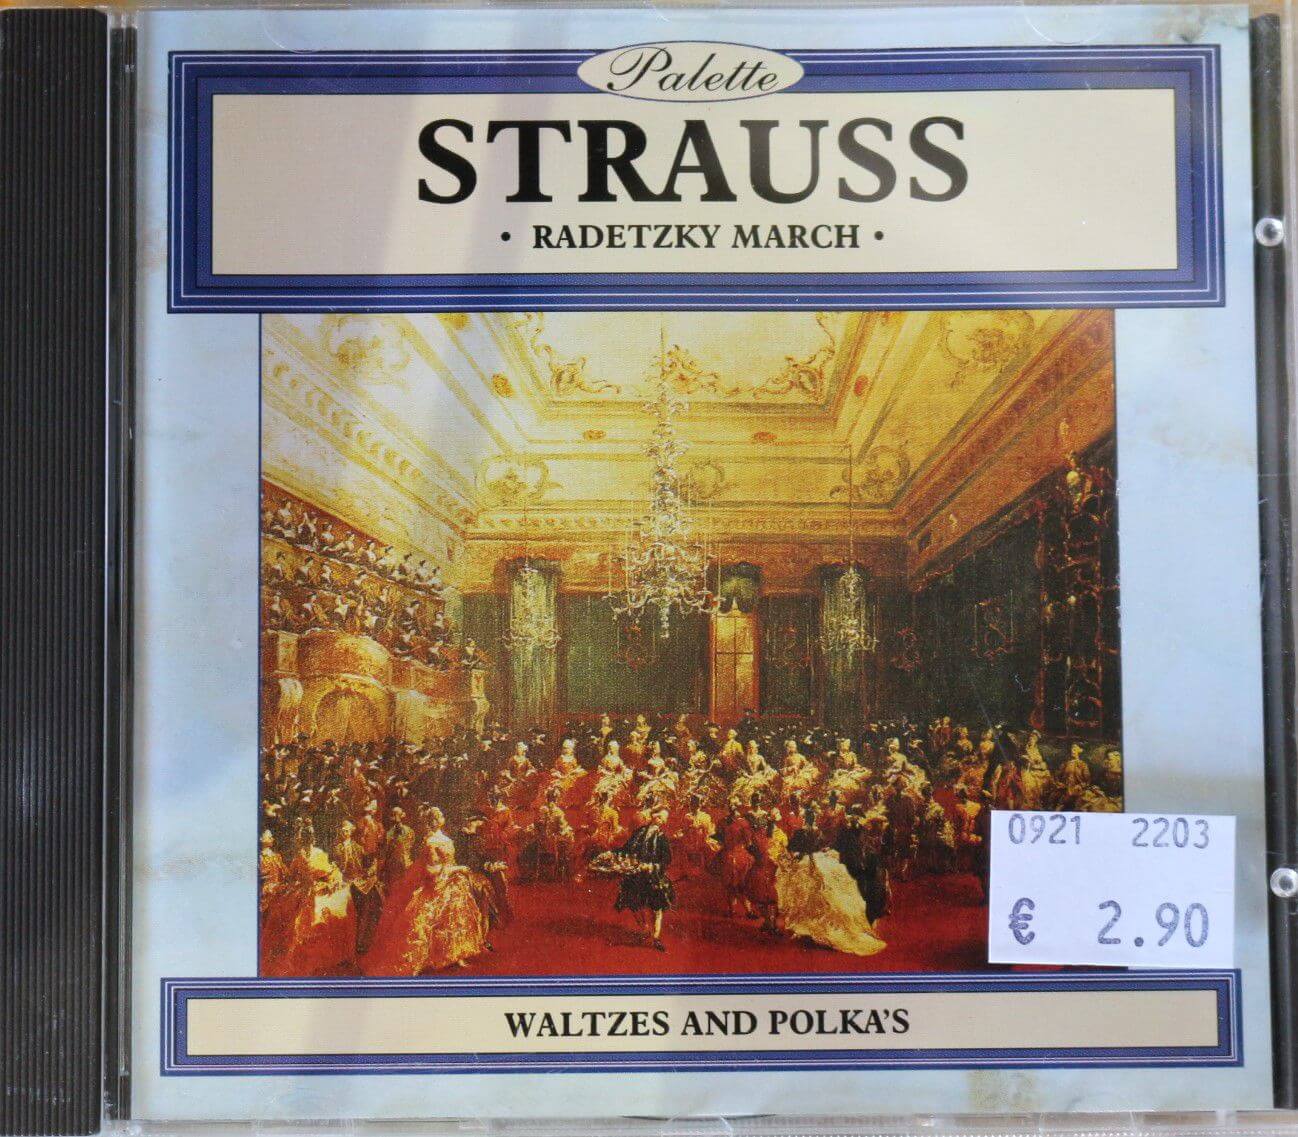 Palette
STRAUSS
• RADETZKY MARCH •
0921 2203
€ 2.90
WALTZES AND POLKA'S